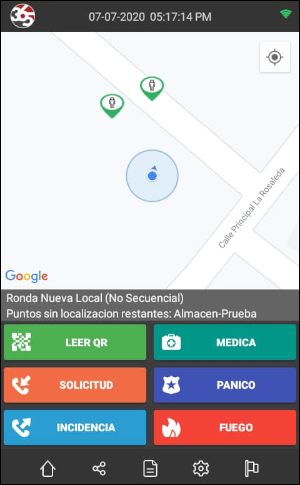 365
07-07-2020 05:17:14 PM
Calle Principal La Rosaleda
Google
Ronda Nueva Local (No Secuencial)
Puntos sin localizacion restantes: Almacen-Prueba
LEER QR
MEDICA
SOLICITUD
PANICO
INCIDENCIA
FUEGO